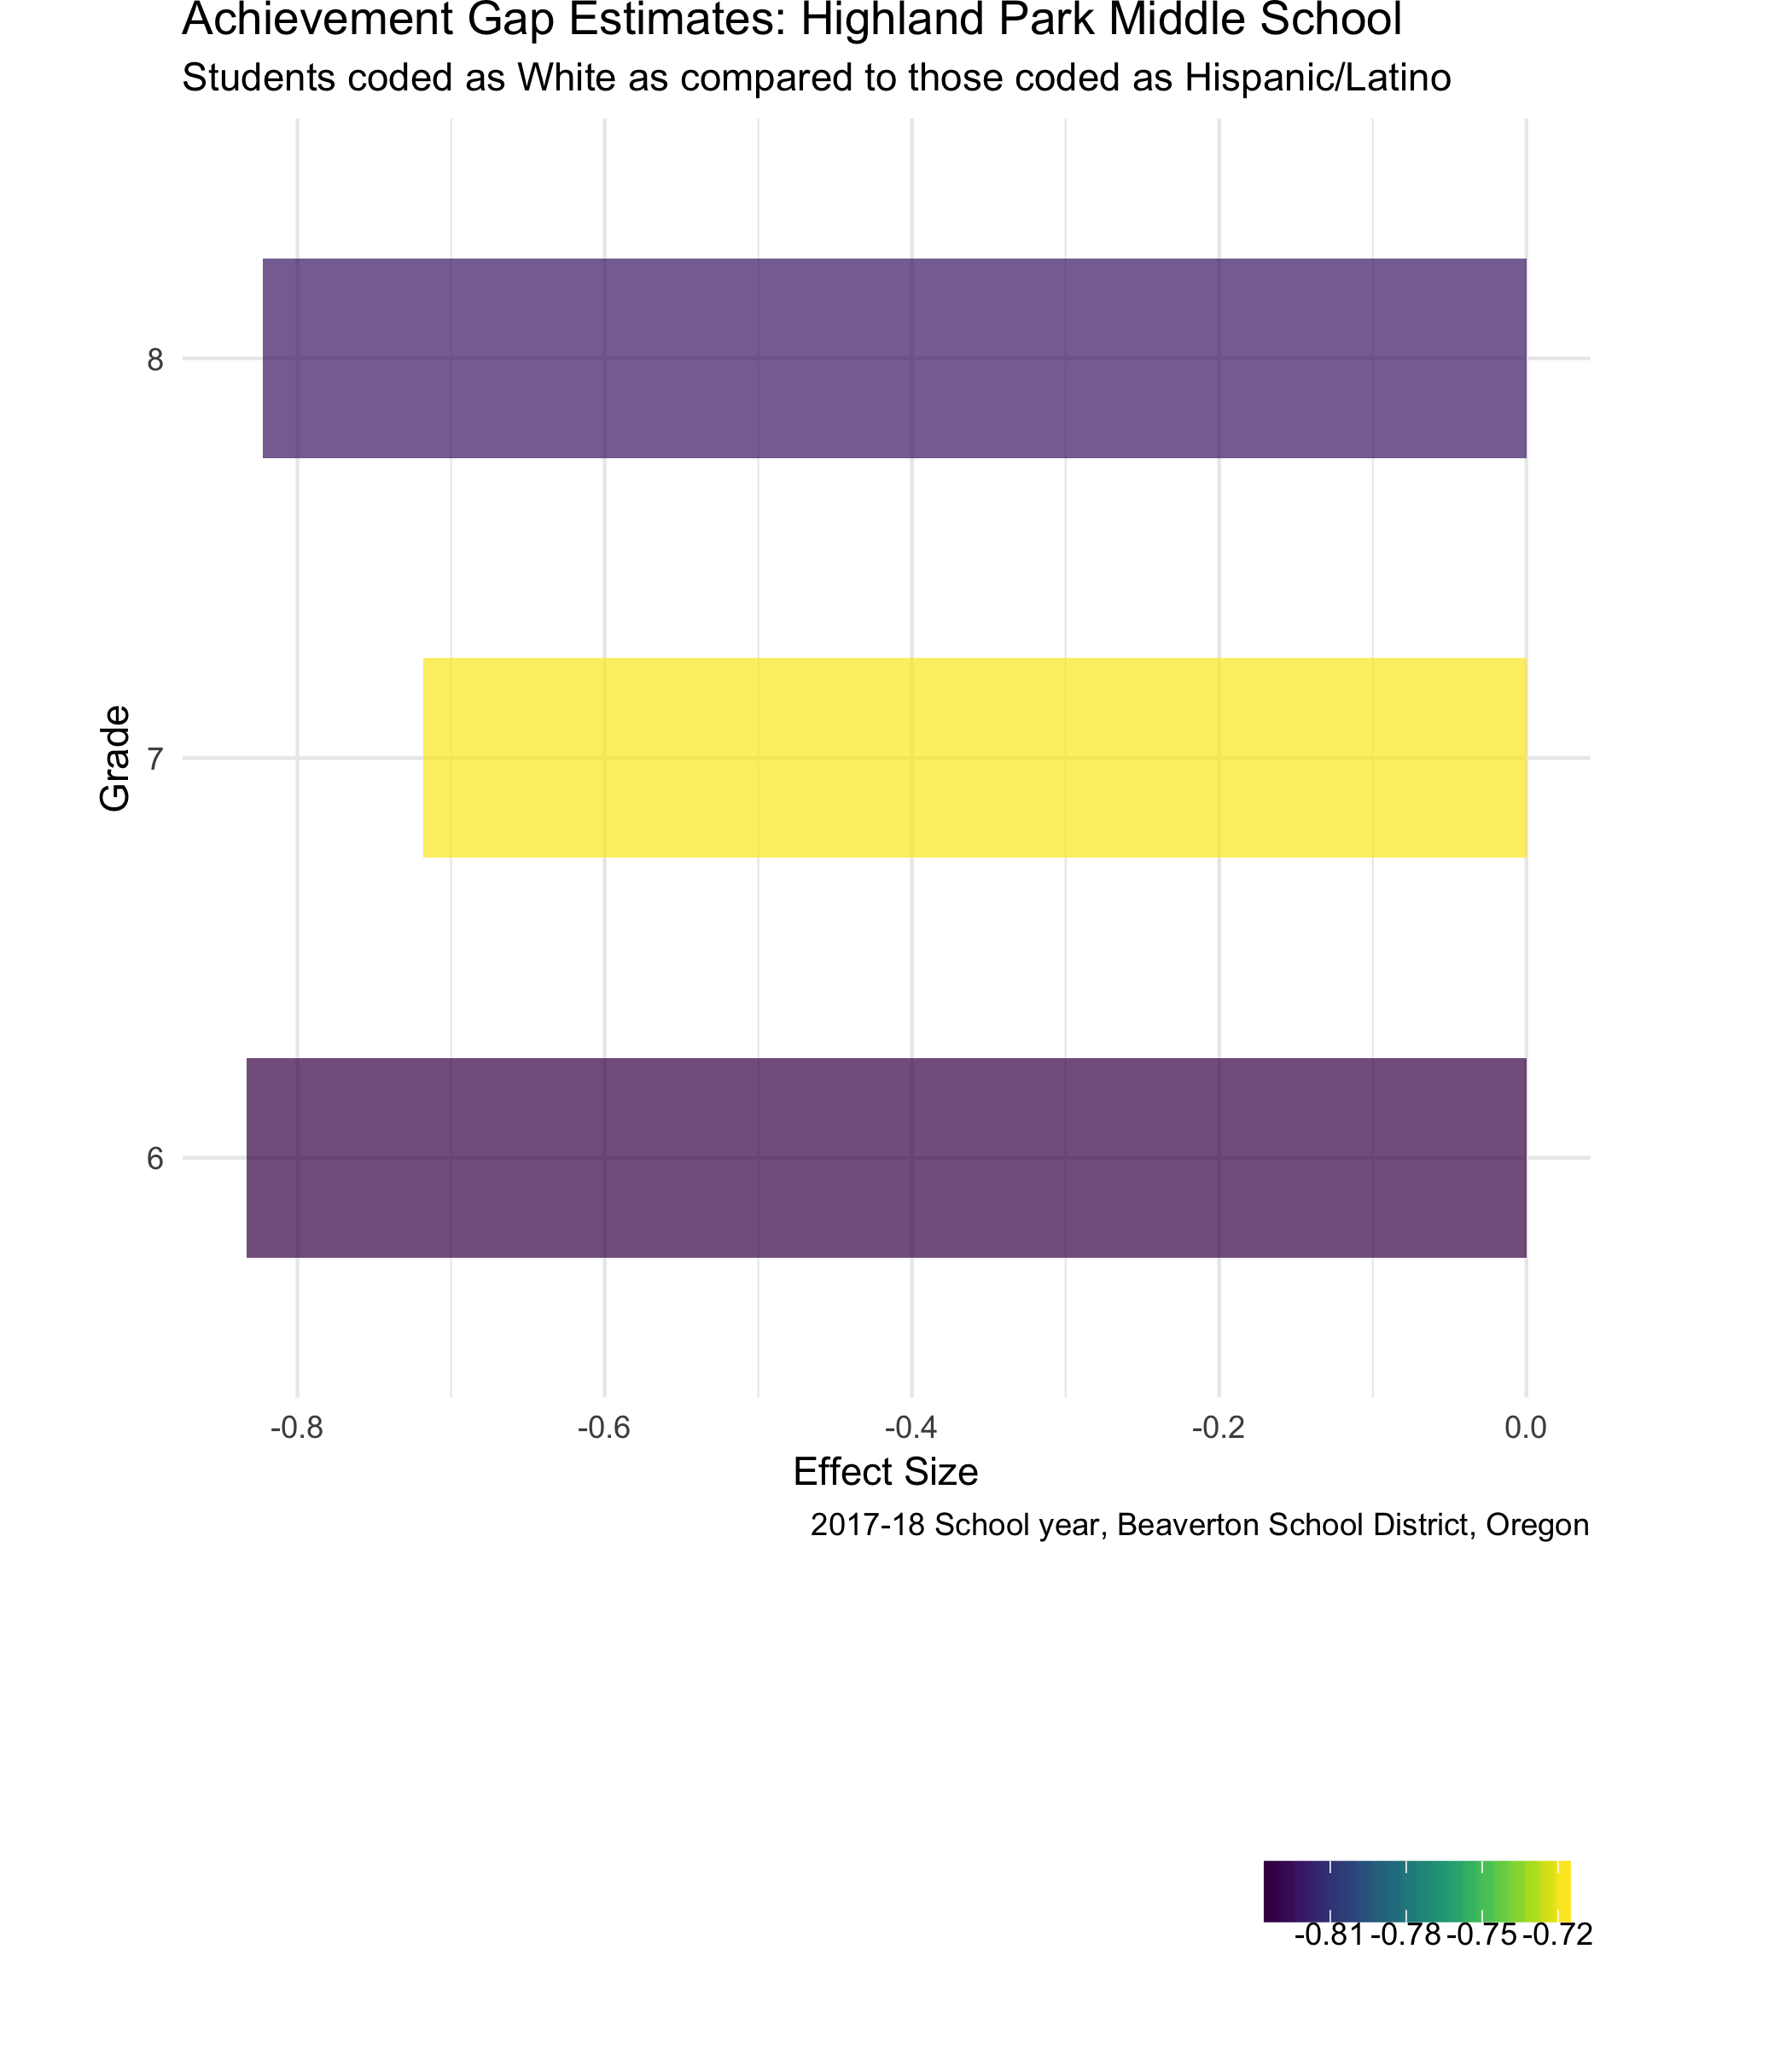 Achievement Gap Estimates: Highland Park Middle School
Students coded as White as compared to those coded as Hispanic/Latino
Grade
8
7
6
-0.8 -0.6 -0.4 -0.2 0.0
Effect Size
2017-18 School year, Beaverton School District, Oregon
-0.81 -0.78 -0.75 -0.72